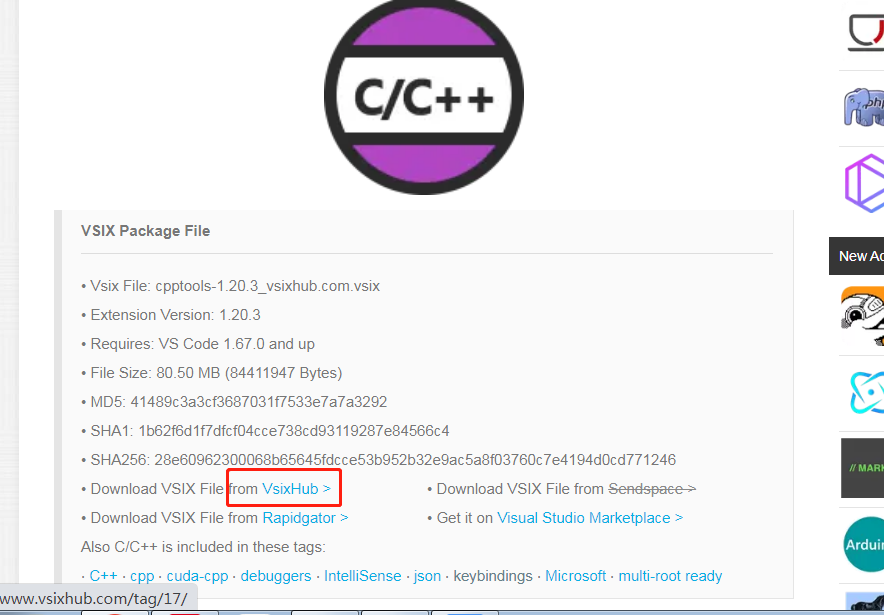 C/C++
php
VSIX Package File
• Vsix File: cpptools-1.20.3_vsixhub.com.vsix
• Extension Version: 1.20.3
• Requires: VS Code 1.67.0 and up
• File Size: 80.50 MB (84411947 Bytes)
• MD5: 41489c3a3cf3687031f7533e7a7a3292
• SHA1: 1b62f6d1f7dfcf04cce738cd93119287e84566c4
• SHA256: 28e60962300068b65645fdcce53b952b32e9ac5a8f03760c7e4194d0cd771246
• Download VSIX File from VsixHub >
• Download VSIX File from Sendspace >
• Download VSIX File from Rapidgator >
• Get it on Visual Studio Marketplace >
Also C/C++ is included in these tags:
· C++ · cpp · cuda-cpp · debuggers · IntelliSense · json · keybindings · Microsoft · multi-root ready
New Ad
// MAR
Arduin
www.vsixhub.com/tag/17/